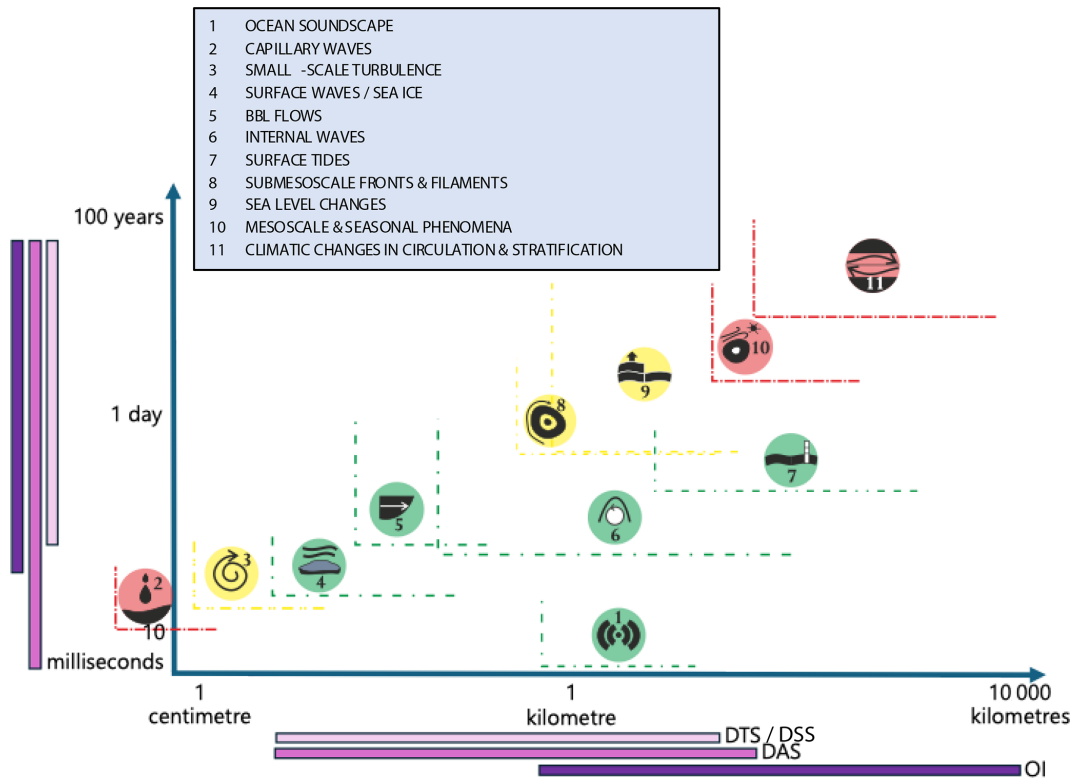 1 OCEAN SOUNDSCAPE
2 CAPILLARY WAVES
3 SMALL -SCALE TURBULENCE
4 SURFACE WAVES / SEA ICE
5 BBL FLOWS
6 INTERNAL WAVES
7 SURFACE TIDES
8 SUBMESOSCALE FRONTS & FILAMENTS
9 SEA LEVEL CHANGES
10 MESOSCALE & SEASONAL PHENOMENA
11 CLIMATIC CHANGES IN CIRCULATION & STRATIFICATION
100 years
11
10
9
1 day
8
7
5
6
3
4
2
1
10
milliseconds
1
centimetre
1
kilometre
10 000
kilometres
DTS / DSS
DAS
OI